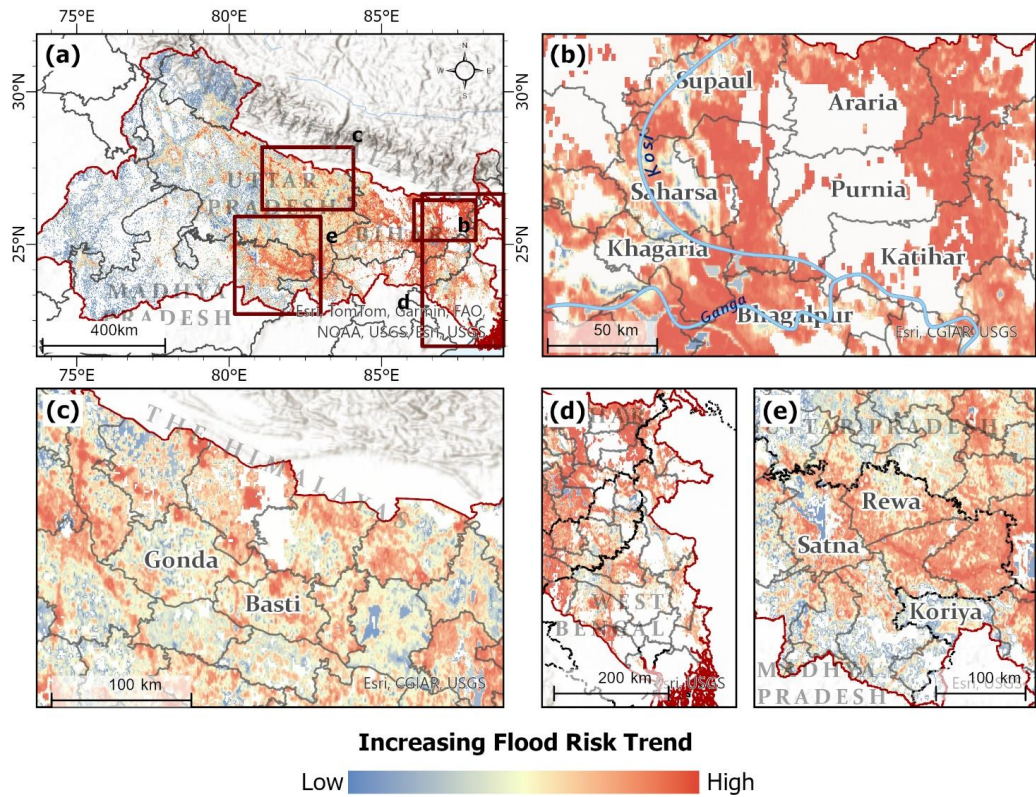 75°E 80°E 85°E
(a)
N
W E
S
30°N
25°N
c
UTTAR
PRADESH
b
BIHAR
e
d
MADHYA
PRADESH
Esri, TomTom, Garmin, FAO,
NOAA, USGS, Esri, USGS
400km
(b)
Supaul
Araria
Kosi
Saharsa
Purnia
Khagaria
Katihar
Ganga
Bhagalpur
50 km
Esri, CGIAR, USGS
75°E 80°E 85°E
(c)
THE HIMALAYAS
Gonda
Basti
100 km
Esri, CGIAR, USGS
(d)
WEST
BENGAL
200 km
USGS
(e)
UTTAR PRADESH
Rewa
Satna
Koriya
MADHYA
PRADESH
100 km
Esri, USGS
Increasing Flood Risk Trend
Low High